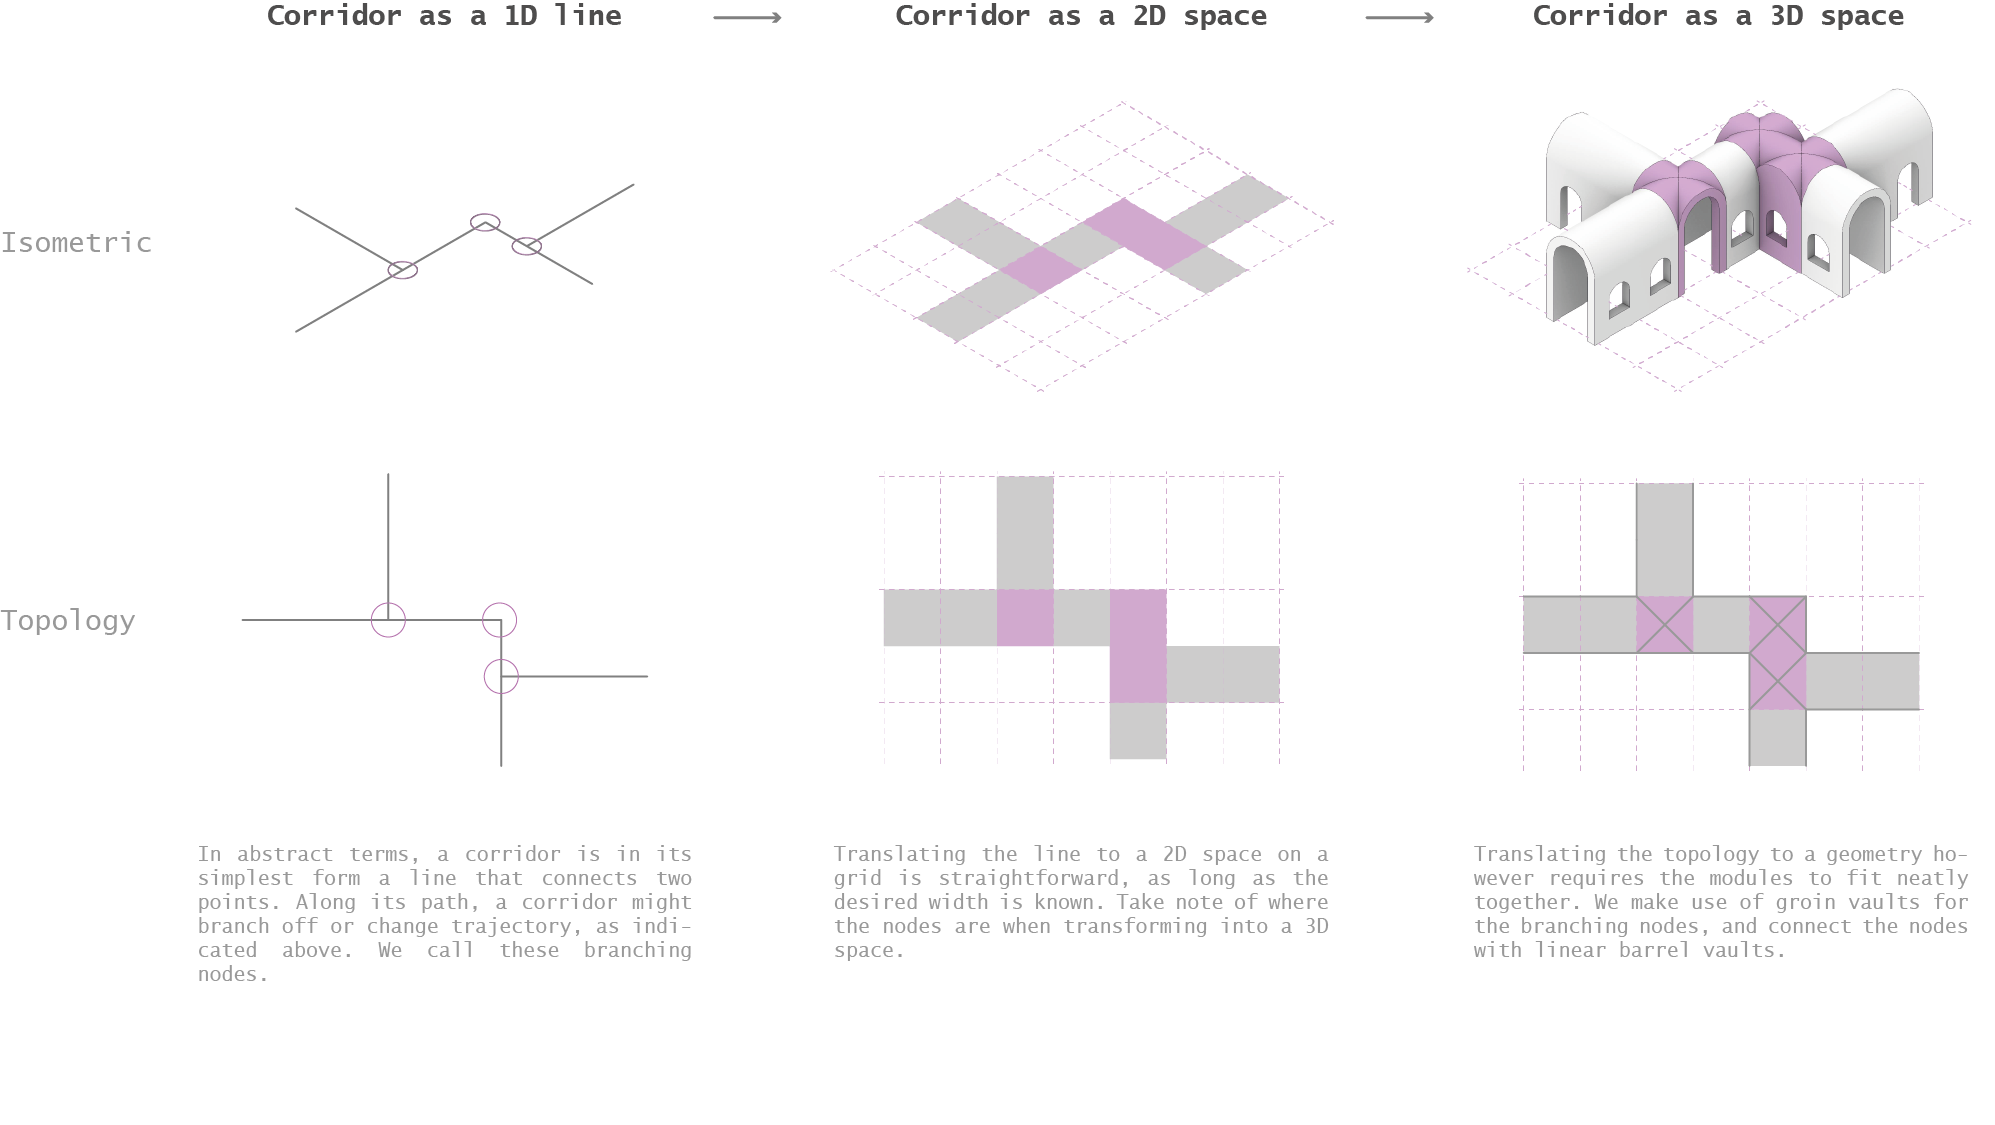 Corridor as a 1D line
Corridor as a 2D space
Corridor as a 3D space
Isometric
Topology
In abstract terms, a corridor is in its
simplest form a line that connects two
points. Along its path, a corridor might
branch off or change trajectory, as indi-
cated above. We call these branching
nodes.
Translating the line to a 2D space on a
grid is straightforward, as long as the
desired width is known. Take note of where
the nodes are when transforming into a 3D
space.
Translating the topology to a geometry ho-
wever requires the modules to fit neatly
together. We make use of groin vaults for
the branching nodes, and connect the nodes
with linear barrel vaults.